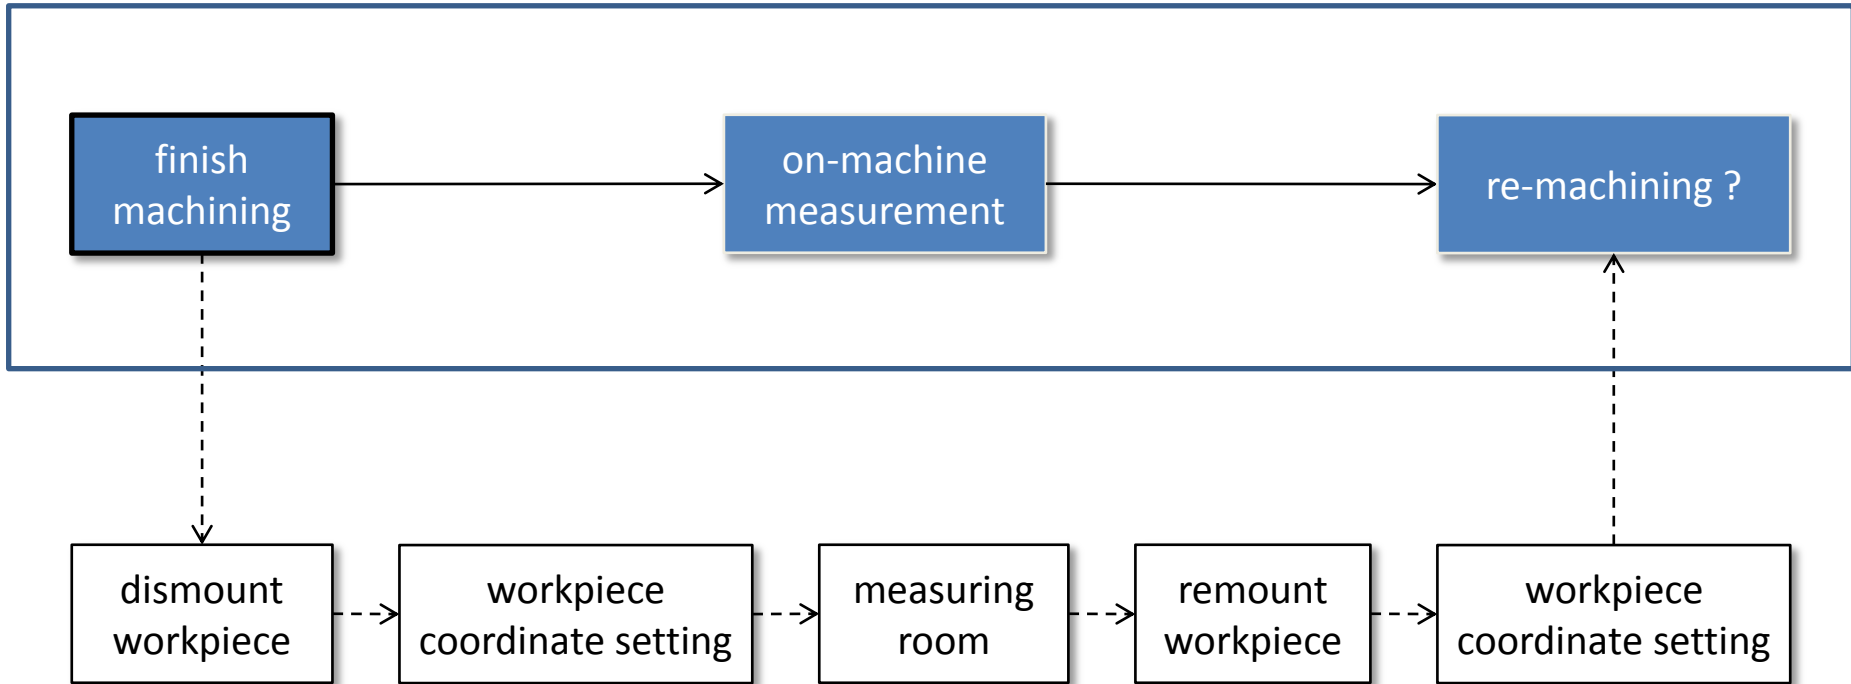 finish
machining
on-machine
measurement
re-machining ?
dismount
workpiece
workpiece
coordinate setting
measuring
room
remount
workpiece
workpiece
coordinate setting